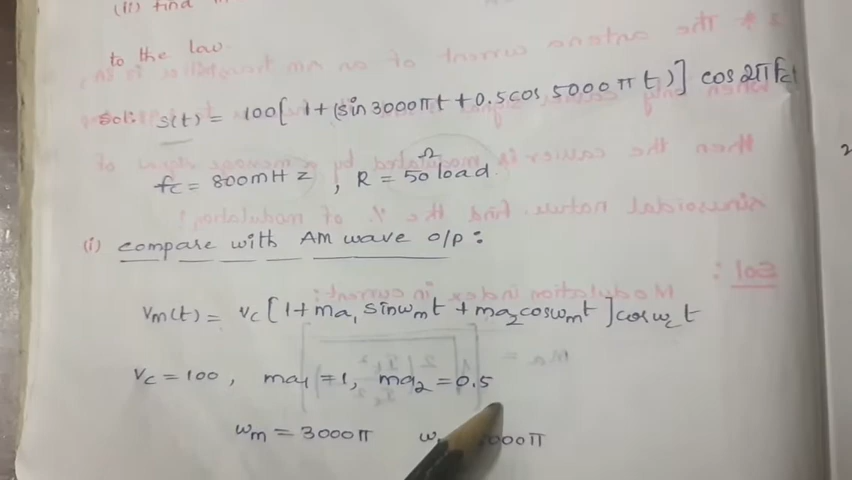 (ii) find
to the law.
Sol: s(t) = 100[ 1+(sin 3000πt + 0.5cos 5000πt)] cos 2πfct
fc = 800mHz , R = 50Ω load.
(i) compare with AM wave o/p :
Vm(t) = Vc [1+ma1 sinωmt + ma2 cosωmt ] cosωct
Vc = 100 , ma1 = 1, ma2 = 0.5
ωm = 3000π 000π
2